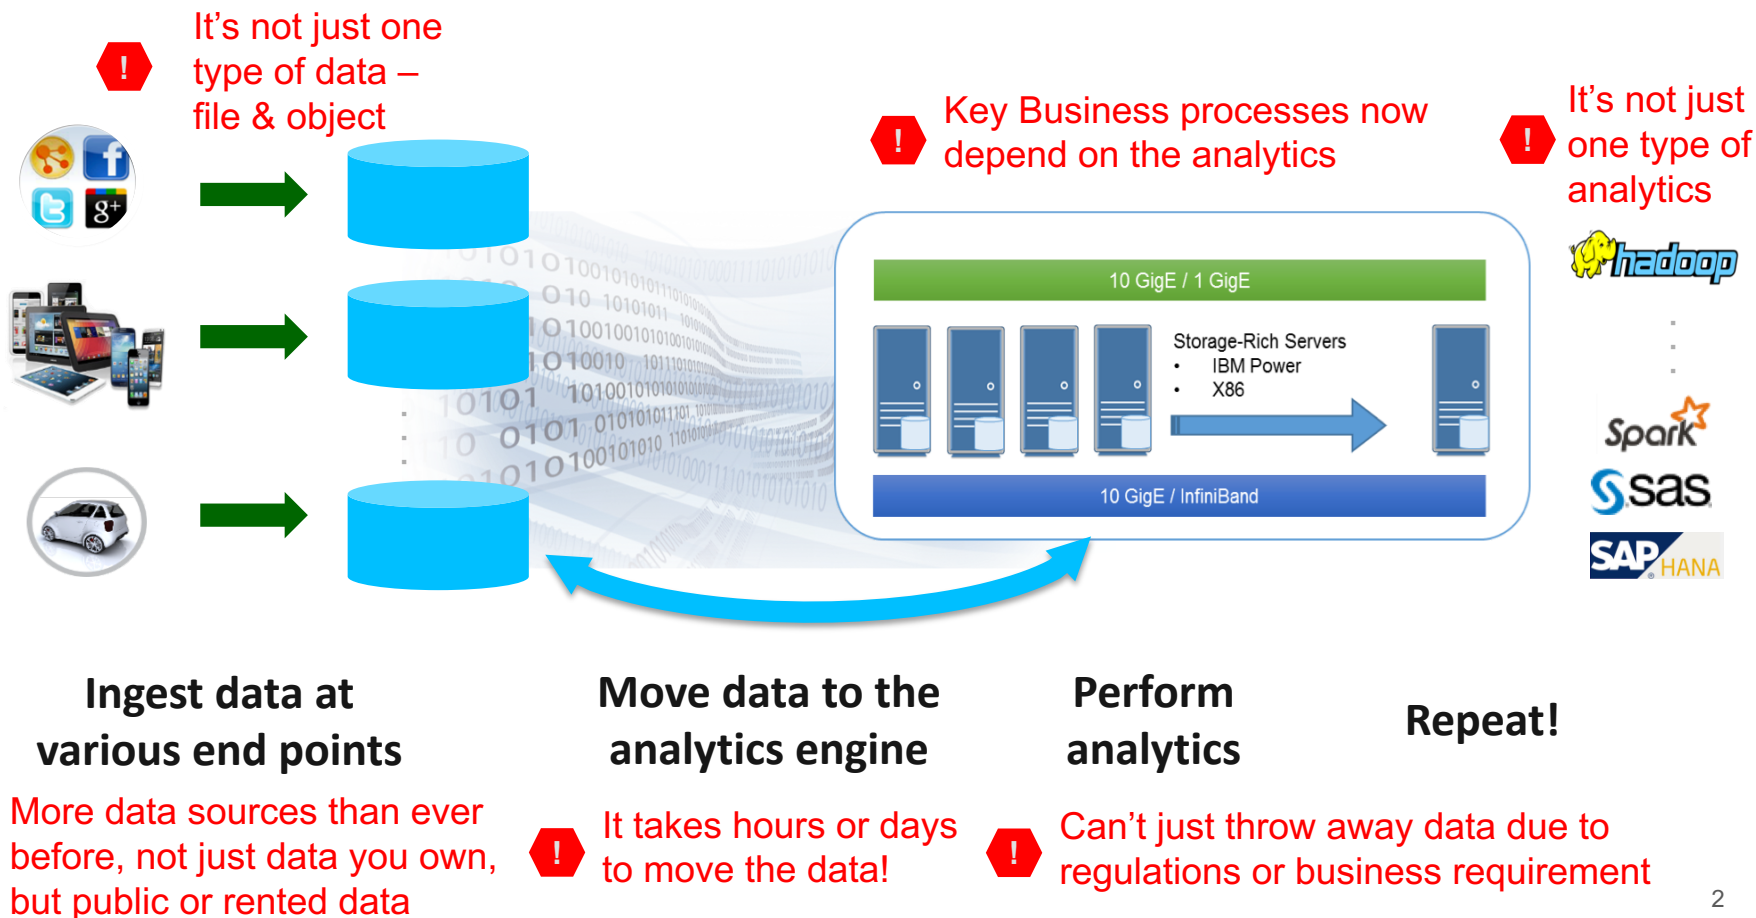 It's not just one
type of data –
file & object
!
Key Business processes now
depend on the analytics
!
It's not just
one type of
analytics
!
f
g+
10 GigE / 1 GigE
Storage-Rich Servers
• IBM Power
• X86
10 GigE / InfiniBand
hadoop
Spark
sas
SAP HANA
Ingest data at
various end points
Move data to the
analytics engine
Perform
analytics
Repeat!
More data sources than ever
before, not just data you own,
but public or rented data
!
It takes hours or days
to move the data!
!
Can't just throw away data due to
regulations or business requirement
2